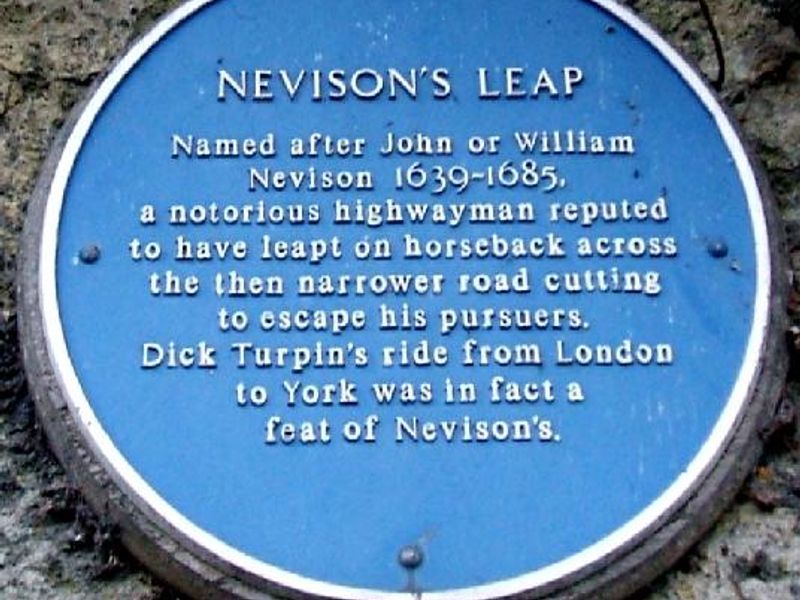 NEVISON'S LEAP
Named after John or William
Nevison 1639-1685,
a notorious highwayman reputed
to have leapt on horseback across
the then narrower road cutting
to escape his pursuers.
Dick Turpin's ride from London
to York was in fact a
feat of Nevison's.